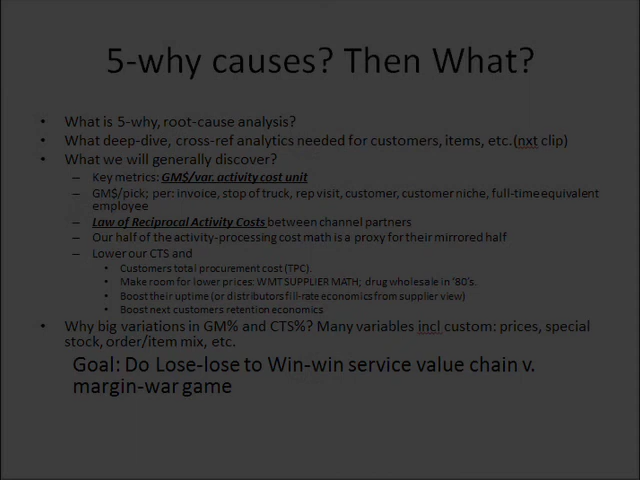 5-why causes? Then What?
• What is 5-why, root-cause analysis?
• What deep-dive, cross-ref analytics needed for customers, items, etc.(nxt clip)
• What we will generally discover?
– Key metrics: GM$/var. activity cost unit
– GM$/pick; per: invoice, stop of truck, rep visit, customer, customer niche, full-time equivalent
employee
– Law of Reciprocal Activity Costs between channel partners
– Our half of the activity-processing cost math is a proxy for their mirrored half
– Lower our CTS and
• Customers total procurement cost (TPC).
• Make room for lower prices: WMT SUPPLIER MATH; drug wholesale in '80's.
• Boost their uptime (or distributors fill-rate economics from supplier view)
• Boost next customers retention economics
• Why big variations in GM% and CTS%? Many variables incl custom: prices, special
stock, order/item mix, etc.
Goal: Do Lose-lose to Win-win service value chain v.
margin-war game